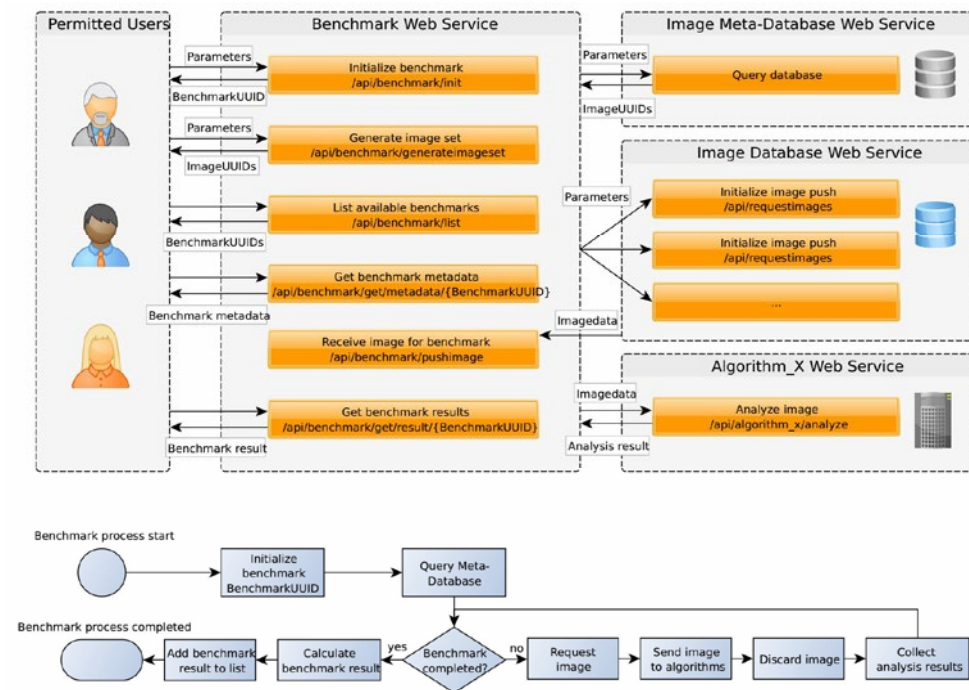 Permitted Users
Benchmark Web Service
Image Meta-Database Web Service
Parameters
Initialize benchmark
/api/benchmark/init
BenchmarkUUID
Parameters
Query database
ImageUUIDs
Parameters
Generate image set
/api/benchmark/generateimageset
ImageUUIDs
Image Database Web Service
Parameters
Initialize image push
/api/requestimages
Initialize image push
/api/requestimages
...
List available benchmarks
/api/benchmark/list
BenchmarkUUIDs
Get benchmark metadata
/api/benchmark/get/metadata/{BenchmarkUUID}
Benchmark metadata
Imagedata
Receive image for benchmark
/api/benchmark/pushimage
Algorithm_X Web Service
Imagedata
Analyze image
/api/algorithm_x/analyze
Analysis result
Get benchmark results
/api/benchmark/get/result/{BenchmarkUUID}
Benchmark result
Benchmark process start
Initialize
benchmark
BenchmarkUUID
Query Meta-
Database
Benchmark process completed
Add benchmark
result to list
Calculate
benchmark result
yes
Benchmark
completed?
no
Request
image
Send image
to algorithms
Discard image
Collect
analysis results